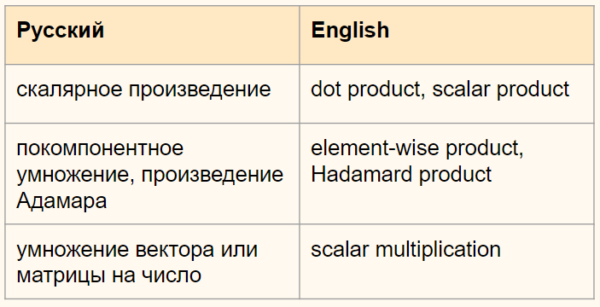 Русский
English
скалярное произведение
dot product, scalar product
покомпонентное
умножение, произведение
Адамара
element-wise product,
Hadamard product
умножение вектора или
матрицы на число
scalar multiplication